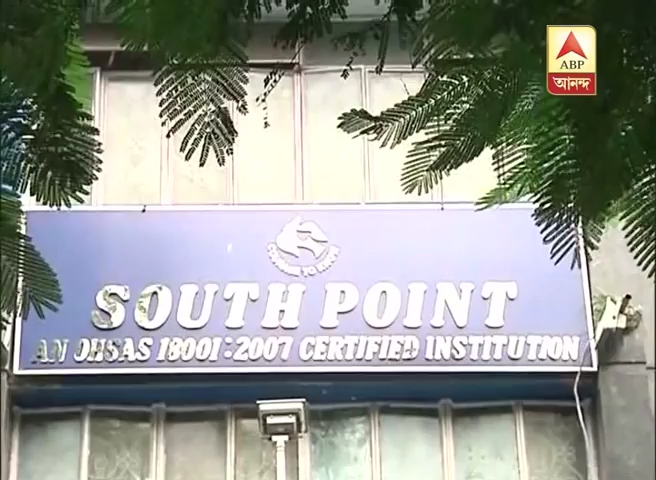 ABP
আনন্দ
SOUTH POINT
AN OHSAS 18001:2007 CERTIFIED INSTITUTION